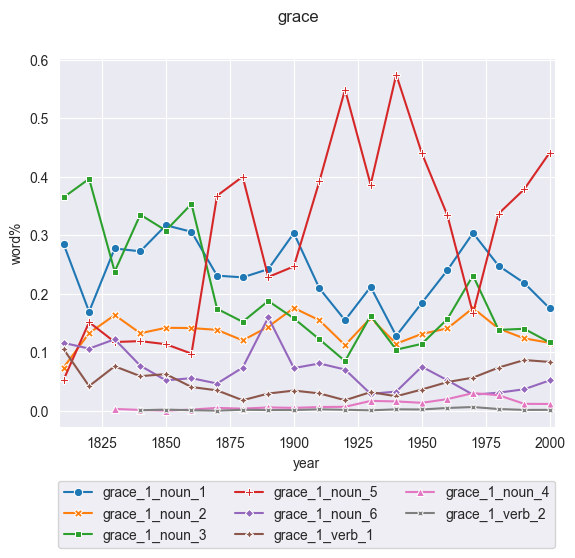 grace
0.6
0.5
0.4
0.3
0.2
0.1
0.0
word%
1825 1850 1875 1900 1925 1950 1975 2000
year
grace_1_noun_1 grace_1_noun_5 grace_1_noun_4
grace_1_noun_2 grace_1_noun_6 grace_1_verb_2
grace_1_noun_3 grace_1_verb_1